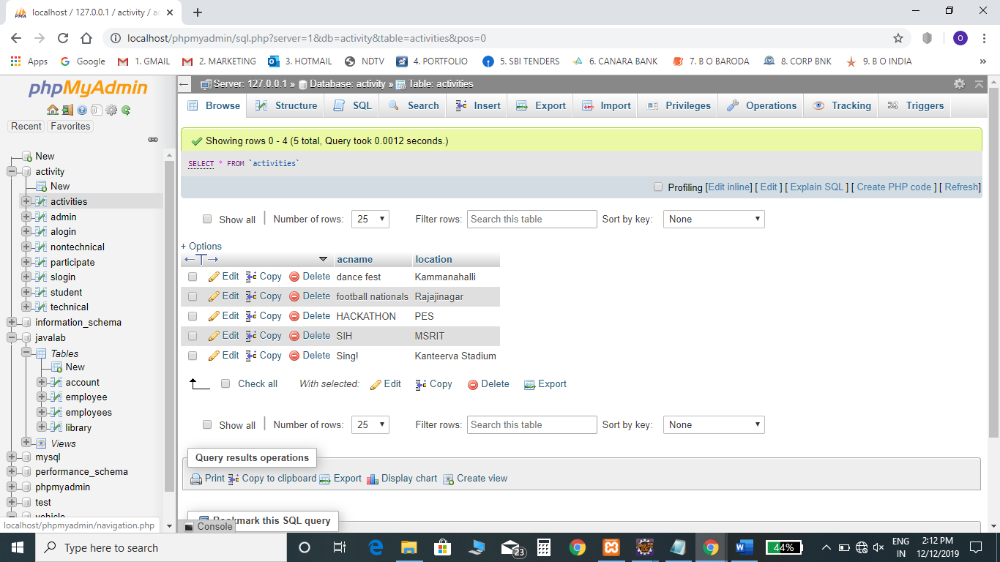 localhost / 127.0.0.1 / activity / ac
localhost/phpmyadmin/sql.php?server=1&db=activity&table=activities&pos=0
O
Apps Google 1. GMAIL 2. MARKETING 3. HOTMAIL NDTV 4. PORTFOLIO 5. SBI TENDERS 6. CANARA BANK 7. B O BARODA 8. CORP BNK 9. B O INDIA »
phpMyAdmin
Recent Favorites
New
activity
New
activities
admin
alogin
nontechnical
participate
slogin
student
technical
information_schema
javalab
Tables
New
account
employee
employees
library
Views
mysql
performance_schema
phpmyadmin
test
vehicle
localhost/phpmyadmin/navigation.php
Server: 127.0.0.1 » Database: activity » Table: activities
Browse Structure SQL Search Insert Export Import Privileges Operations Tracking Triggers
Showing rows 0 - 4 (5 total, Query took 0.0012 seconds.)
SELECT * FROM `activities`
Profiling [Edit inline] [ Edit ] [ Explain SQL ] [ Create PHP code ] [ Refresh]
Show all | Number of rows: 25 Filter rows: Search this table Sort by key: None
+ Options
←T→ acname location
Edit Copy Delete dance fest Kammanahalli
Edit Copy Delete football nationals Rajajinagar
Edit Copy Delete HACKATHON PES
Edit Copy Delete SIH MSRIT
Edit Copy Delete Sing! Kanteerva Stadium
Check all With selected: Edit Copy Delete Export
Show all | Number of rows: 25 Filter rows: Search this table Sort by key: None
Query results operations
Print Copy to clipboard Export Display chart Create view
Bookmark this SQL query
Console
Type here to search
23
44%
ENG
IN
2:12 PM
12/12/2019